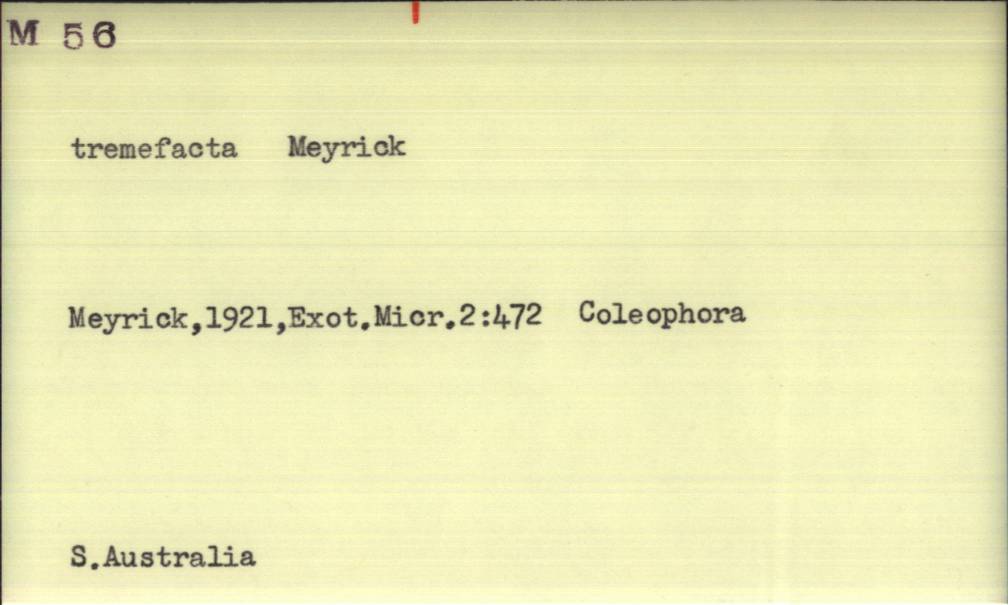 M 56
tremefacta Meyrick
Meyrick,1921,Exot.Micr.2:472 Coleophora
S.Australia